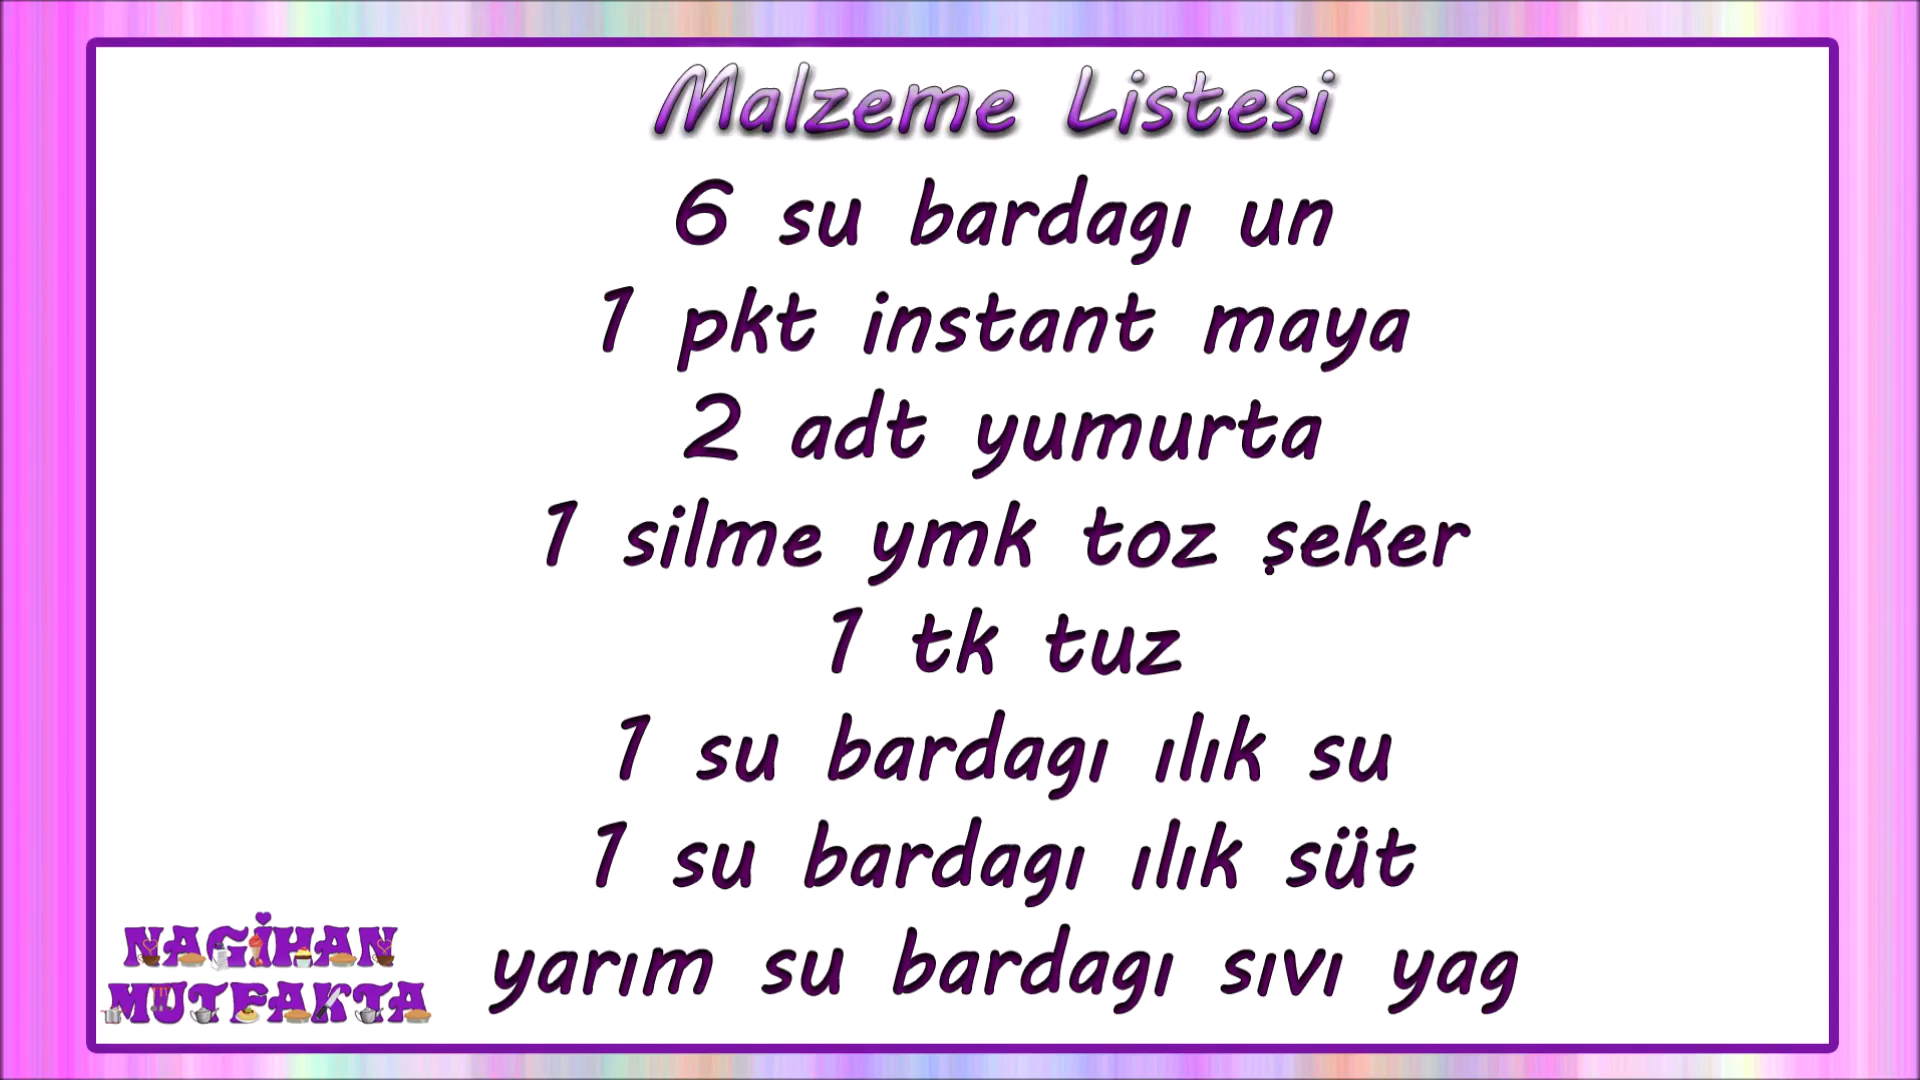 Malzeme Listesi
6 su bardagı un
1 pkt instant maya
2 adt yumurta
1 silme ymk toz şeker
1 tk tuz
1 su bardagı ılık su
1 su bardagı ılık süt
yarım su bardagı sıvı yag
NAGİHAN
MUTFAKTA